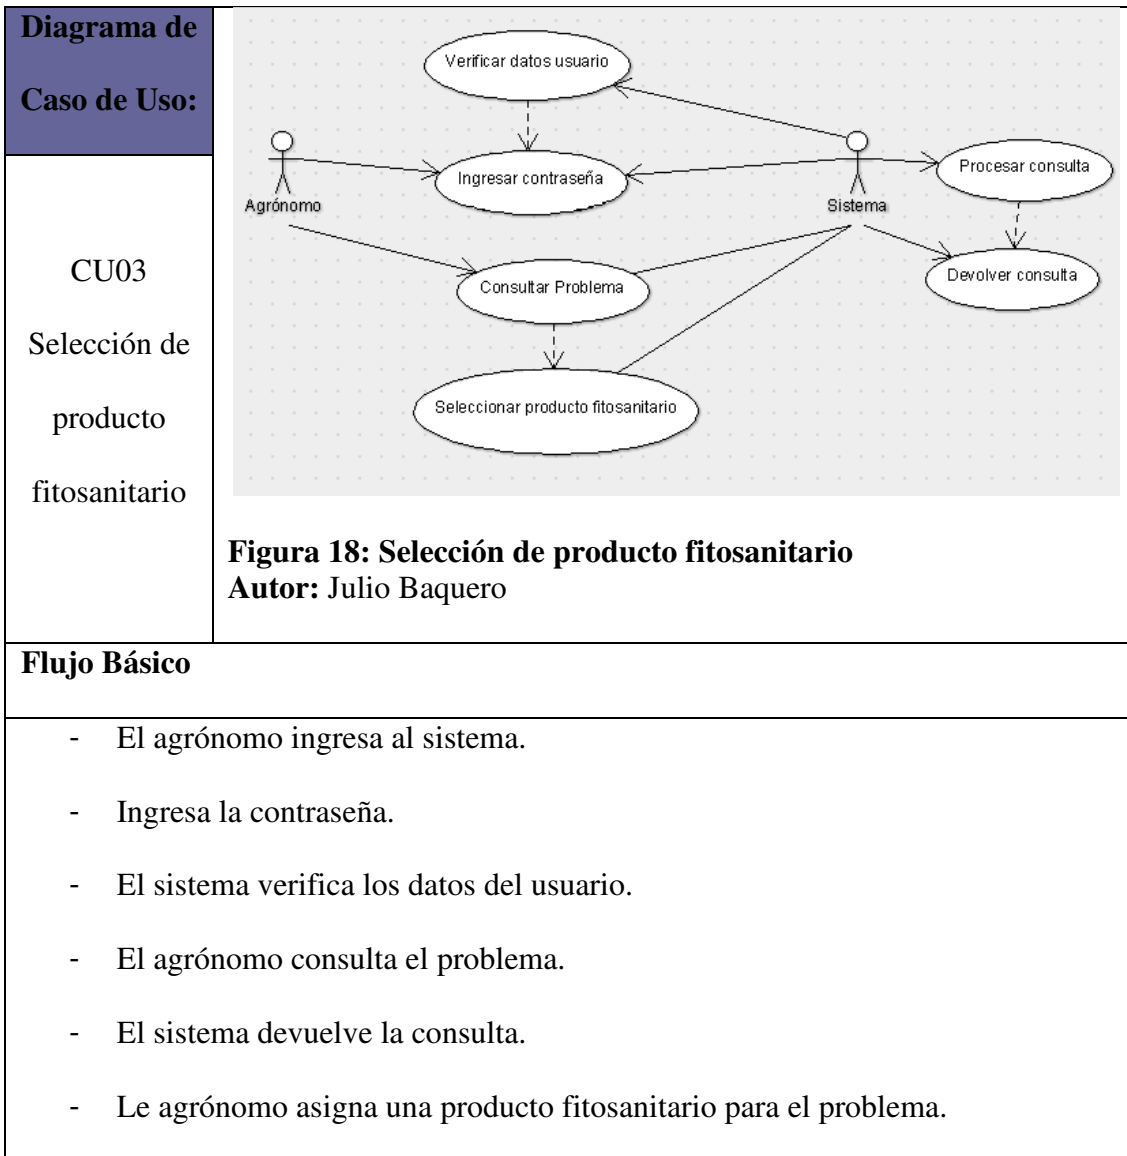 Diagrama de
Caso de Uso:
CU03
Selección de
producto
fitosanitario
Verificar datos usuario
Agrónomo
Ingresar contraseña
Sistema
Procesar consulta
Consultar Problema
Devolver consulta
Seleccionar producto fitosanitario
Figura 18: Selección de producto fitosanitario
Autor: Julio Baquero
Flujo Básico
- El agrónomo ingresa al sistema.
- Ingresa la contraseña.
- El sistema verifica los datos del usuario.
- El agrónomo consulta el problema.
- El sistema devuelve la consulta.
- Le agrónomo asigna una producto fitosanitario para el problema.